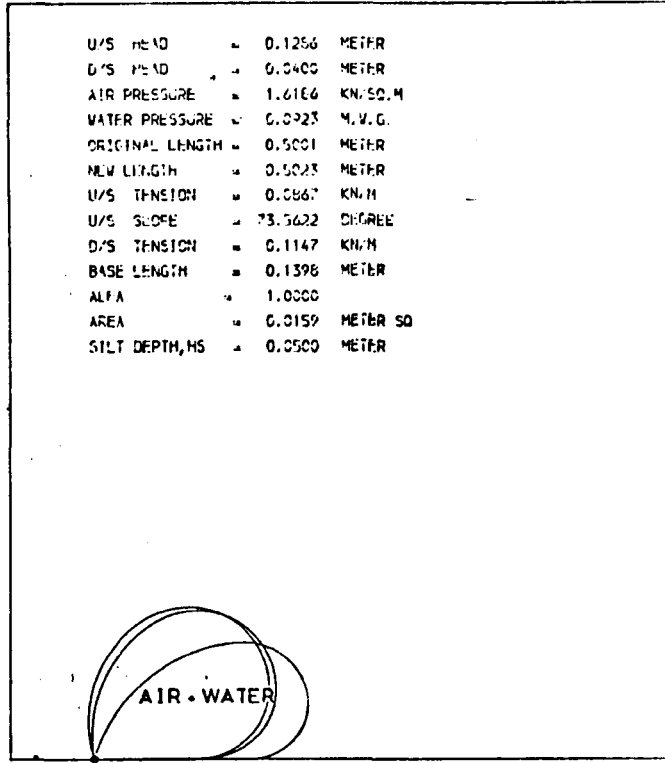 U/S HEAD = 0.1256 METER
D/S HEAD = 0.0400 METER
AIR PRESSURE = 1.6186 KN/SQ.M
WATER PRESSURE = 0.0923 M.W.G.
ORIGINAL LENGTH = 0.5001 METER
NEW LENGTH = 0.5023 METER
U/S TENSION = 0.0867 KN/M
U/S SLOPE = 73.5622 DEGREE
D/S TENSION = 0.1147 KN/M
BASE LENGTH = 0.1398 METER
ALFA = 1.0000
AREA = 0.0159 METER SQ
SILT DEPTH,HS = 0.0500 METER
AIR + WATER